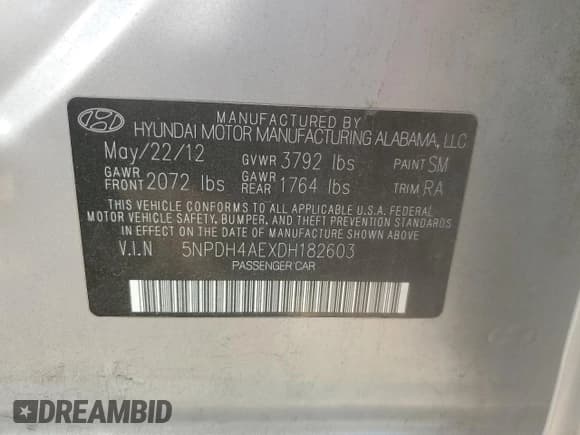 MANUFACTURED BY
HYUNDAI MOTOR MANUFACTURING ALABAMA, LLC
May/22/12 GVWR 3792 lbs PAINT SM
GAWR FRONT 2072 lbs GAWR REAR 1764 lbs TRIM RA
THIS VEHICLE CONFORMS TO ALL APPLICABLE U.S.A. FEDERAL
MOTOR VEHICLE SAFETY, BUMPER, AND THEFT PREVENTION STANDARDS
IN EFFECT ON THE DATE OF MANUFACTURE SHOWN ABOVE.
V.I.N 5NPDH4AEXDH182603
PASSENGER CAR
DREAMBID